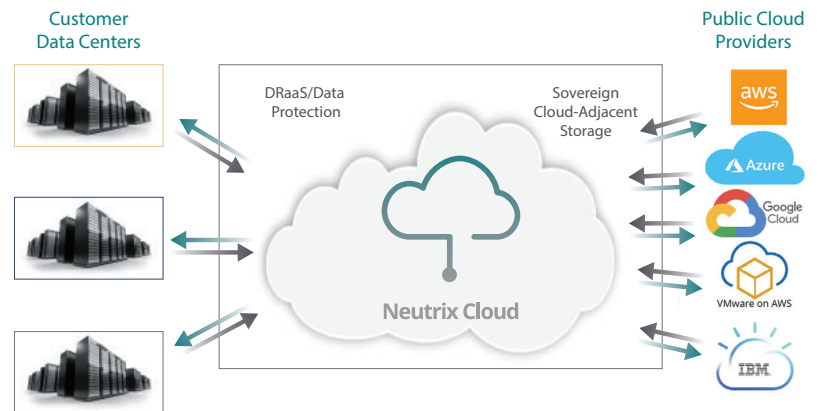 Customer
Data Centers
DRaaS/Data
Protection
Sovereign
Cloud-Adjacent
Storage
Neutrix Cloud
Public Cloud
Providers
aws
Azure
Google
Cloud
VMware on AWS
IBM